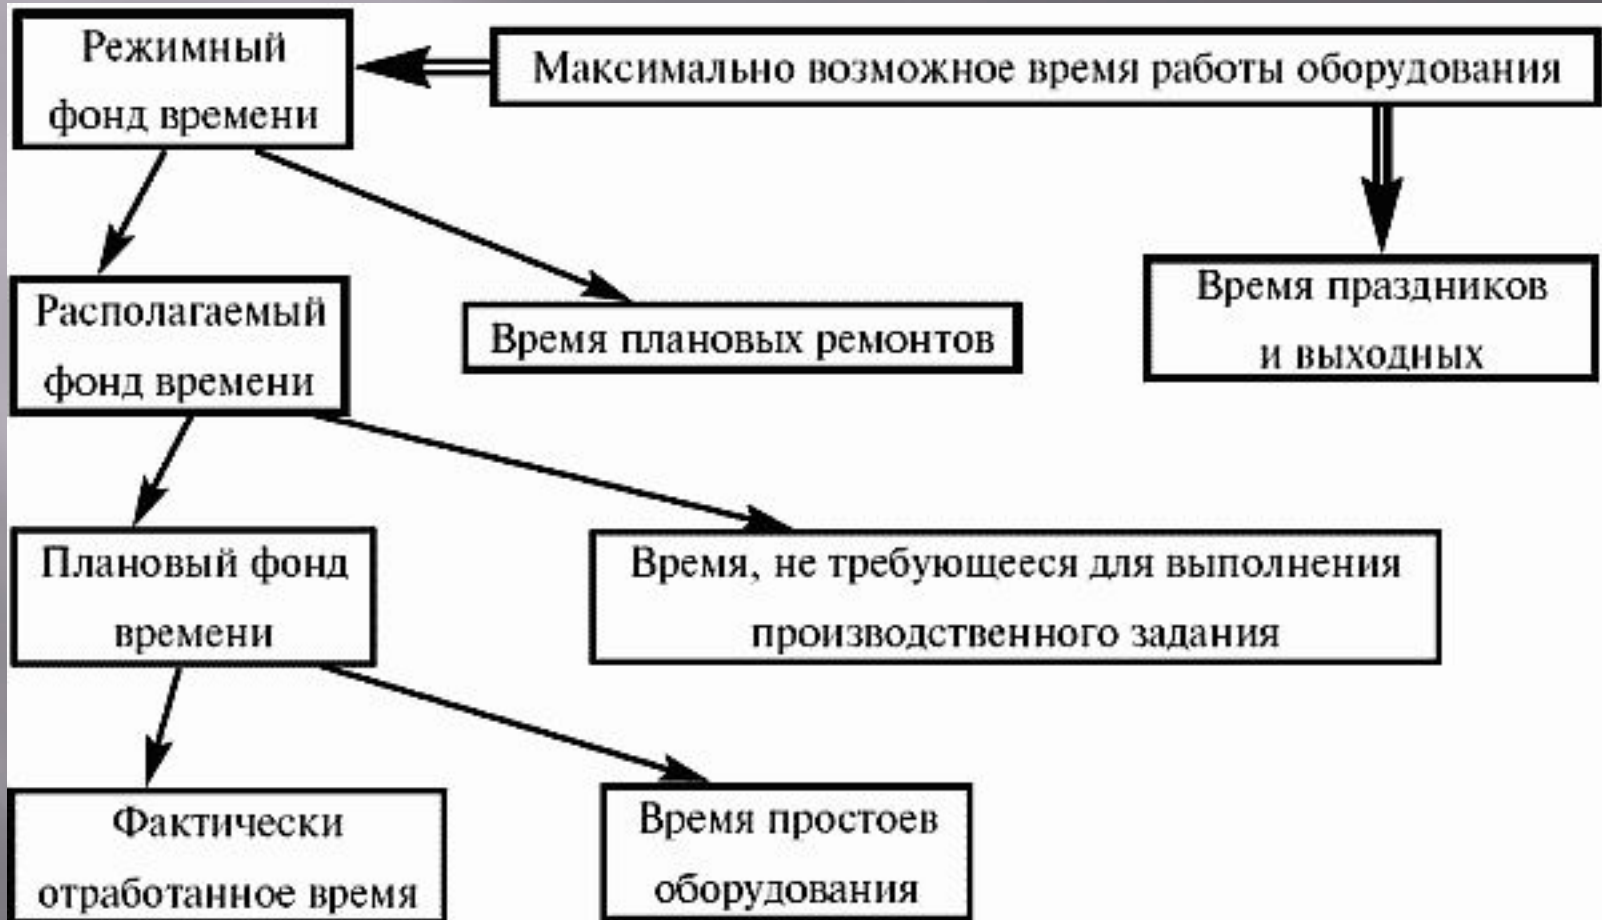 Режимный
фонд времени
Максимально возможное время работы оборудования
Располагаемый
фонд времени
Время плановых ремонтов
Время праздников
и выходных
Плановый фонд
времени
Время, не требующееся для выполнения
производственного задания
Фактически
отработанное время
Время простоев
оборудования